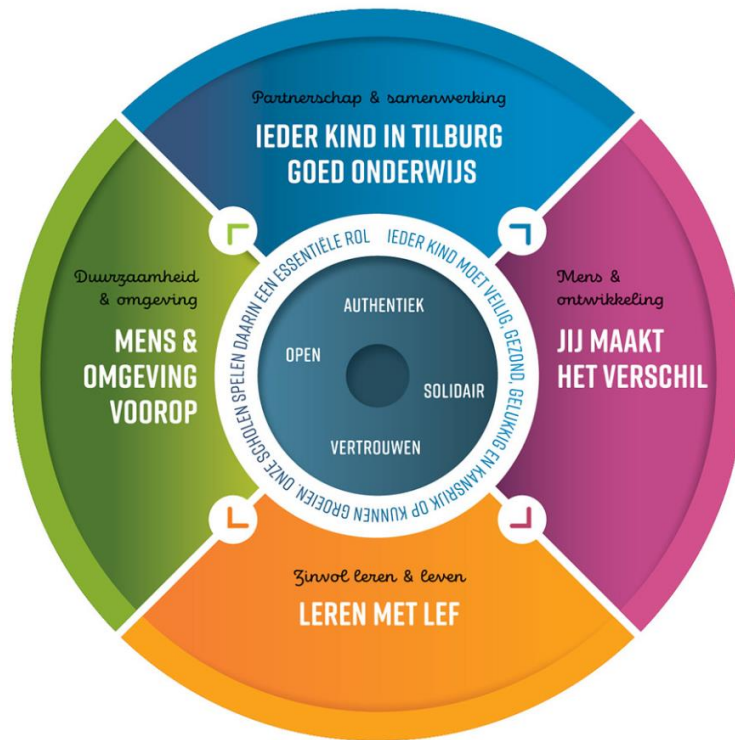 Partnerschap & samenwerking
IEDER KIND IN TILBURG
GOED ONDERWIJS
Mens &
ontwikkeling
JIJ MAAKT
HET VERSCHIL
Zinvol leren & leven
LEREN MET LEF
Duurzaamheid
& omgeving
MENS &
OMGEVING
VOOROP
IEDER KIND MOET VEILIG, GEZOND, GELUKKIG EN KANSRIJK OP KUNNEN GROEIEN. ONZE SCHOLEN SPELEN DAARIN EEN ESSENTIËLE ROL
AUTHENTIEK
OPEN
SOLIDAIR
VERTROUWEN